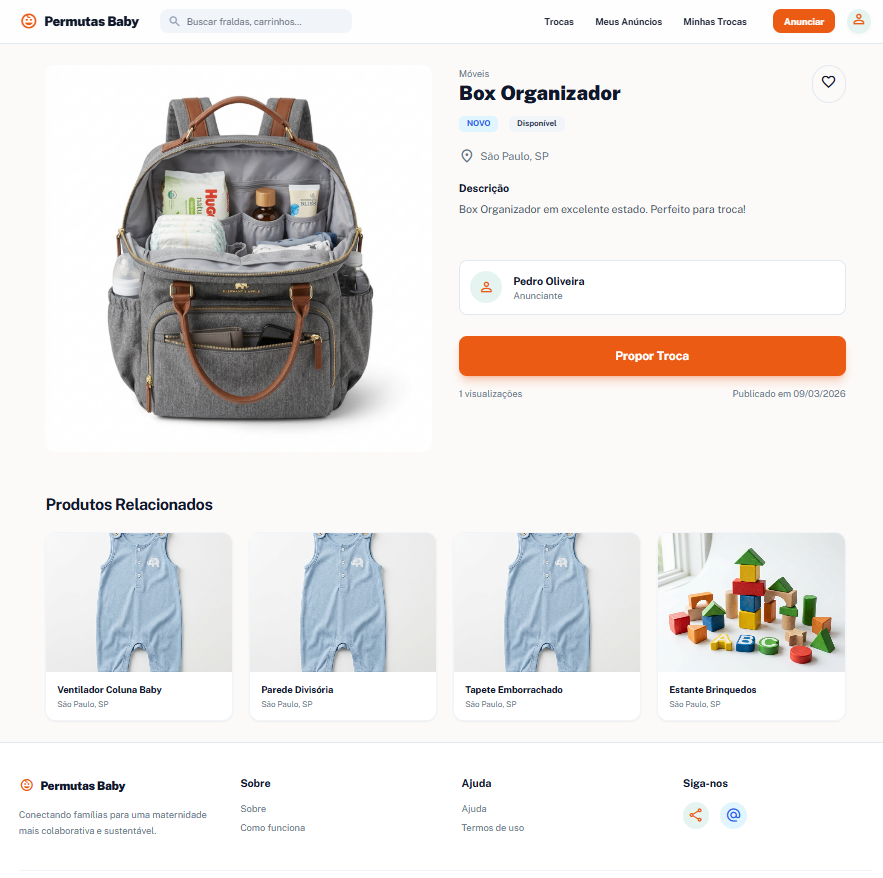 Permutas Baby
Buscar fraldas, carrinhos...
Trocas
Meus Anúncios
Minhas Trocas
Anunciar
Móveis
Box Organizador
NOVO
Disponível
São Paulo, SP
Descrição
Box Organizador em excelente estado. Perfeito para troca!
Pedro Oliveira
Anunciante
Propor Troca
1 visualizações
Publicado em 09/03/2026
Produtos Relacionados
Ventilador Coluna Baby
São Paulo, SP
Parede Divisória
São Paulo, SP
Tapete Emborrachado
São Paulo, SP
A B C
Estante Brinquedos
São Paulo, SP
Permutas Baby
Conectando famílias para uma maternidade
mais colaborativa e sustentável.
Sobre
Sobre
Como funciona
Ajuda
Ajuda
Termos de uso
Siga-nos